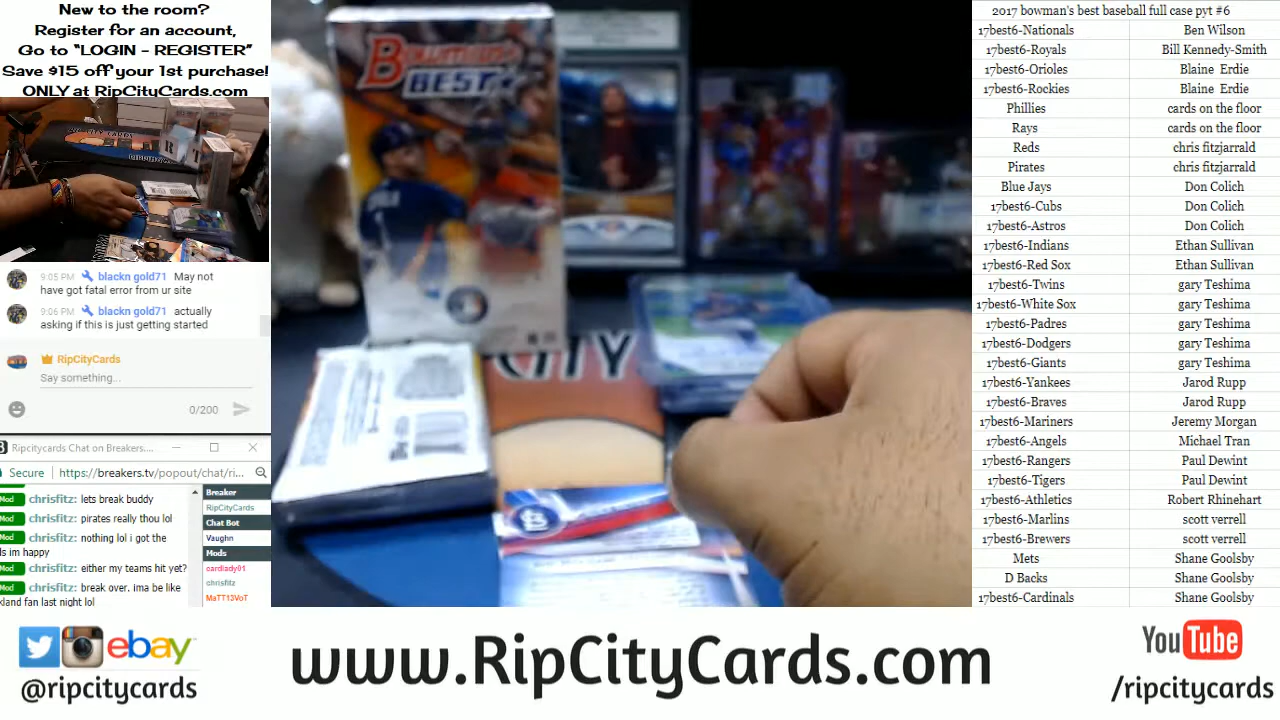 New to the room?
Register for an account,
Go to “LOGIN - REGISTER”
Save $15 off your 1st purchase!
ONLY at RipCityCards.com
9:05 PM blackn gold71 May not
have got fatal error from ur site
9:06 PM blackn gold71 actually
asking if this is just getting started
RipCityCards
Say something...
0/200
Ripcitycards Chat on Breakers....
Secure https://breakers.tv/popout/chat/ri...
Mod chrisfitz: lets break buddy
Mod chrisfitz: pirates really thou lol
Mod chrisfitz: nothing lol i got the
ds im happy
Mod chrisfitz: either my teams hit yet?
Mod chrisfitz: break over. ima be like
kland fan last night lol
Breaker
RipCityCards
Chat Bot
Vaughn
Mods
cardlady01
chrisfitz
MaTT13VoT
Bowman's
BEST
CITY
2017 bowman's best baseball full case pyt #6
17best6-Nationals Ben Wilson
17best6-Royals Bill Kennedy-Smith
17best6-Orioles Blaine Erdie
17best6-Rockies Blaine Erdie
Phillies cards on the floor
Rays cards on the floor
Reds chris fitzjarrald
Pirates chris fitzjarrald
Blue Jays Don Colich
17best6-Cubs Don Colich
17best6-Astros Don Colich
17best6-Indians Ethan Sullivan
17best6-Red Sox Ethan Sullivan
17best6-Twins gary Teshima
17best6-White Sox gary Teshima
17best6-Padres gary Teshima
17best6-Dodgers gary Teshima
17best6-Giants gary Teshima
17best6-Yankees Jarod Rupp
17best6-Braves Jarod Rupp
17best6-Mariners Jeremy Morgan
17best6-Angels Michael Tran
17best6-Rangers Paul Dewint
17best6-Tigers Paul Dewint
17best6-Athletics Robert Rhinehart
17best6-Marlins scott verrell
17best6-Brewers scott verrell
Mets Shane Goolsby
D Backs Shane Goolsby
17best6-Cardinals Shane Goolsby
ebay
@ripcitycards
www.RipCityCards.com
YouTube
/ripcitycards